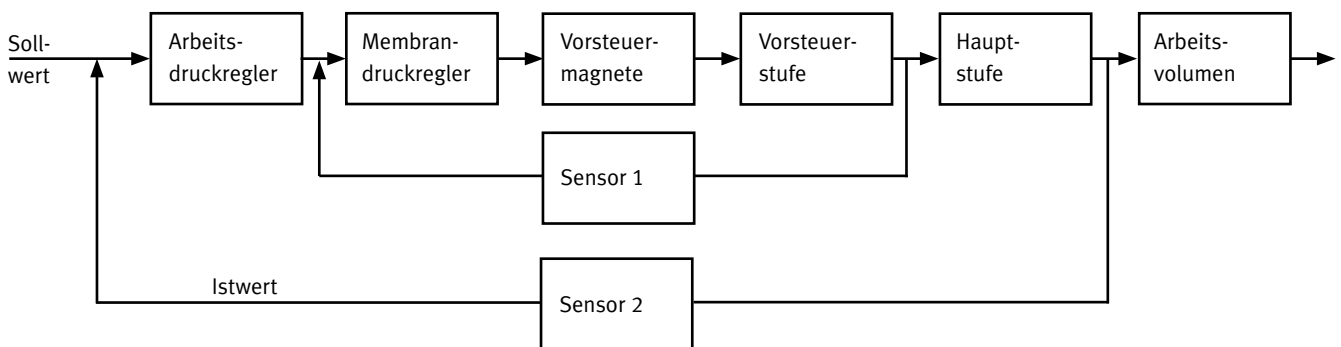 Soll-
wert
Arbeits-
druckregler
Membran-
druckregler
Vorsteuer-
magnete
Vorsteuer-
stufe
Haupt-
stufe
Arbeits-
volumen
Sensor 1
Istwert
Sensor 2